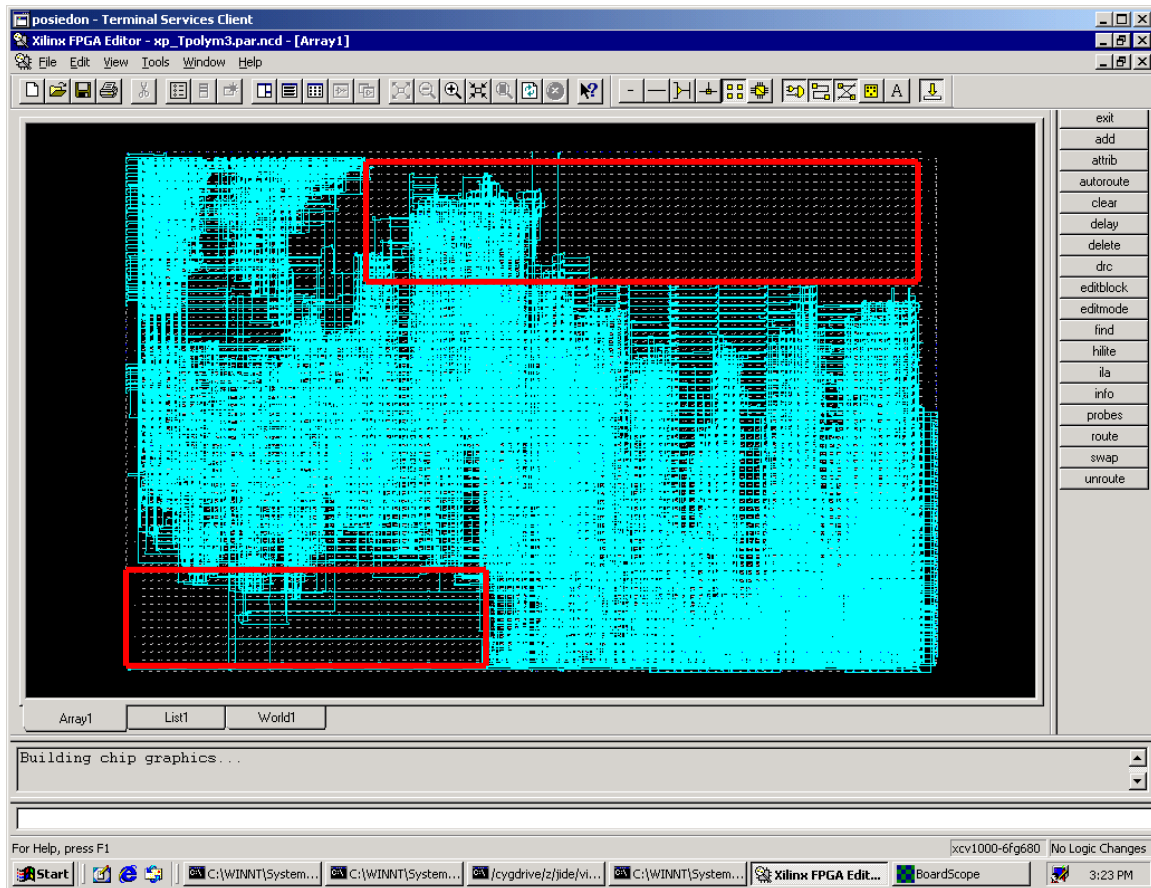 posiedon - Terminal Services Client
Xilinx FPGA Editor - xp_Tpolym3.par.ncd - [Array1]
File Edit View Tools Window Help
A
exit
add
attrib
autoroute
clear
delay
delete
drc
editblock
editmode
find
hilite
ila
info
probes
route
swap
unroute
Array1 List1 World1
Building chip graphics...
For Help, press F1 xcv1000-6fg680 No Logic Changes
Start C:\WINNT\System... C:\WINNT\System... /cygdrive/z/jide/vi... C:\WINNT\System... Xilinx FPGA Edit... BoardScope 3:23 PM